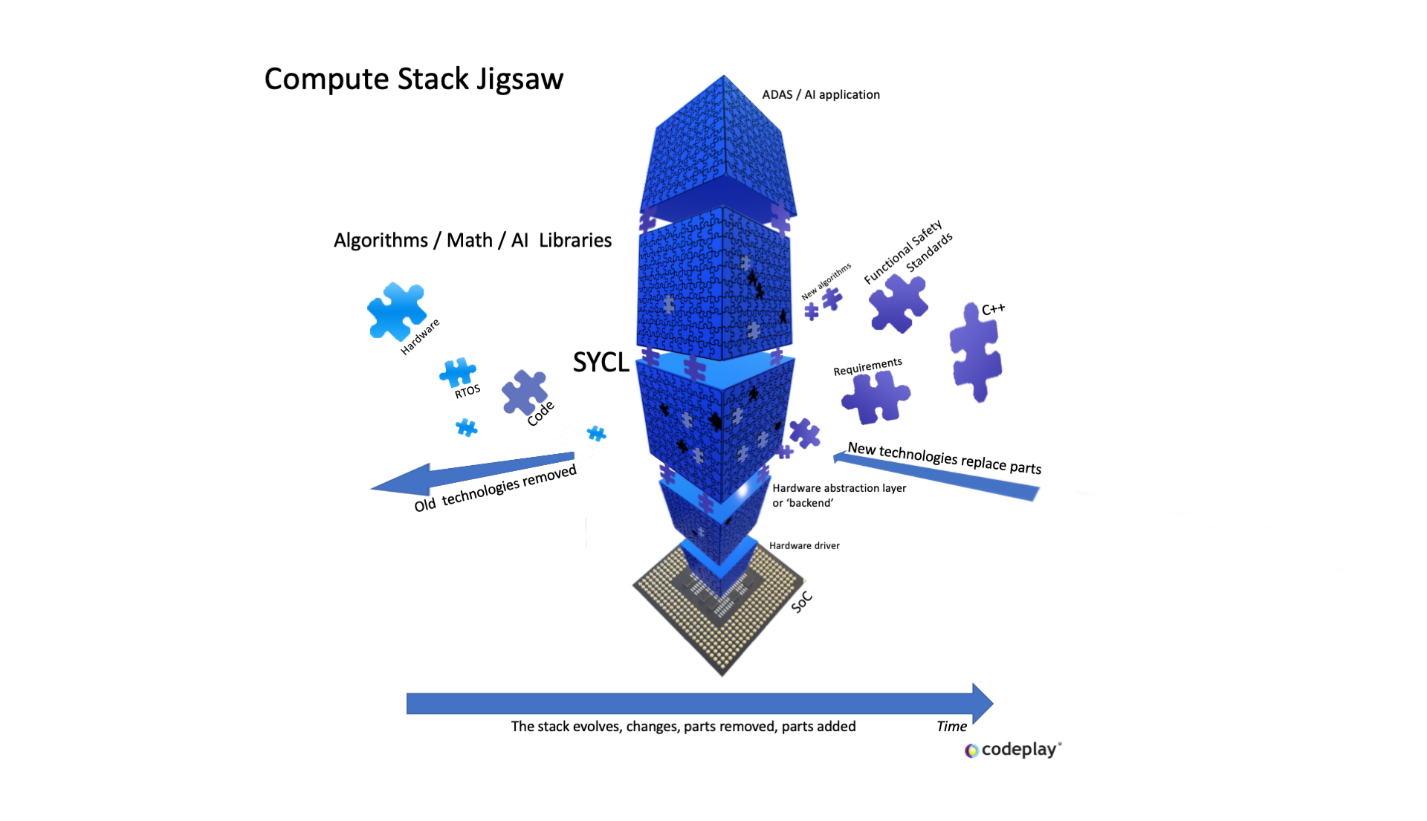 Compute Stack Jigsaw
ADAS / AI application
Algorithms / Math / AI Libraries
New algorithms
Functional Safety
Standards
C++
Hardware
RTOS
Code
SYCL
Requirements
Old technologies removed
New technologies replace parts
Hardware abstraction layer
or ‘backend’
Hardware driver
SoC
The stack evolves, changes, parts removed, parts added
Time
codeplay®